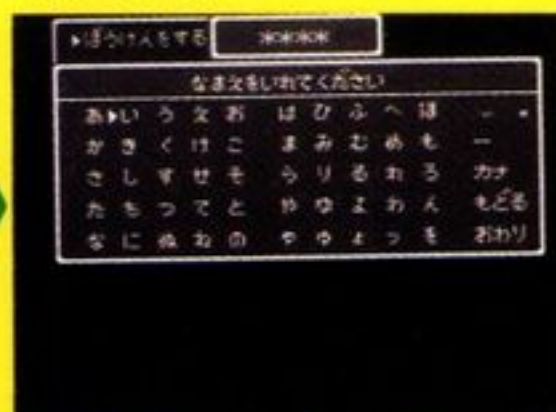 ▶ぼうけんをする
****
なまえをいれてください
あ▶い う え お は ひ ふ へ ほ ゛ ゜
か き く け こ ま み む め も ー
さ し す せ そ ら り る れ ろ カナ
た ち つ て と や ゆ よ わ ん もどる
な に ぬ ね の ゃ ゅ ょ っ を おわり